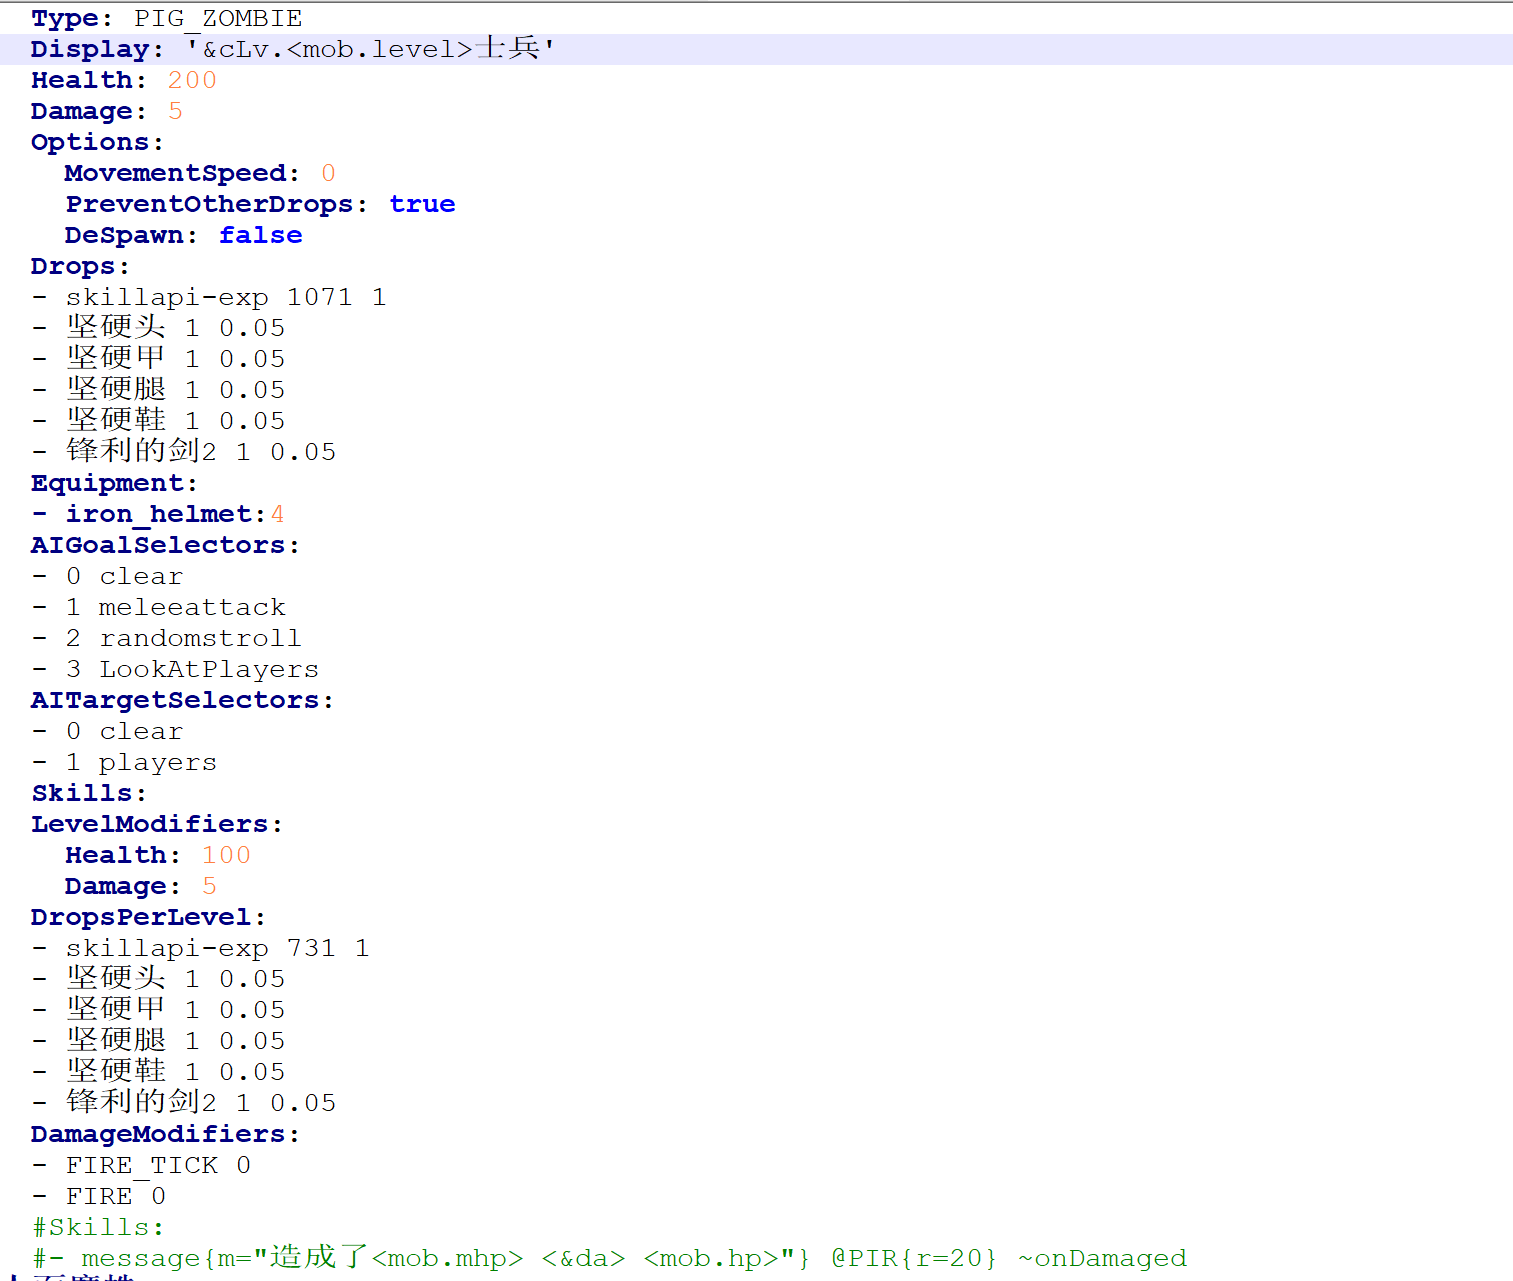 Type: PIG_ZOMBIE
Display: '&cLv.<mob.level>士兵'
Health: 200
Damage: 5
Options:
  MovementSpeed: 0
  PreventOtherDrops: true
  DeSpawn: false
Drops:
- skillapi-exp 1071 1
- 坚硬头 1 0.05
- 坚硬甲 1 0.05
- 坚硬腿 1 0.05
- 坚硬鞋 1 0.05
- 锋利的剑2 1 0.05
Equipment:
- iron_helmet:4
AIGoalSelectors:
- 0 clear
- 1 meleeattack
- 2 randomstroll
- 3 LookAtPlayers
AITargetSelectors:
- 0 clear
- 1 players
Skills:
LevelModifiers:
  Health: 100
  Damage: 5
DropsPerLevel:
- skillapi-exp 731 1
- 坚硬头 1 0.05
- 坚硬甲 1 0.05
- 坚硬腿 1 0.05
- 坚硬鞋 1 0.05
- 锋利的剑2 1 0.05
DamageModifiers:
- FIRE_TICK 0
- FIRE 0
#Skills:
#- message{m="造成了<mob.mhp> <&da> <mob.hp>"} @PIR{r=20} ~onDamaged